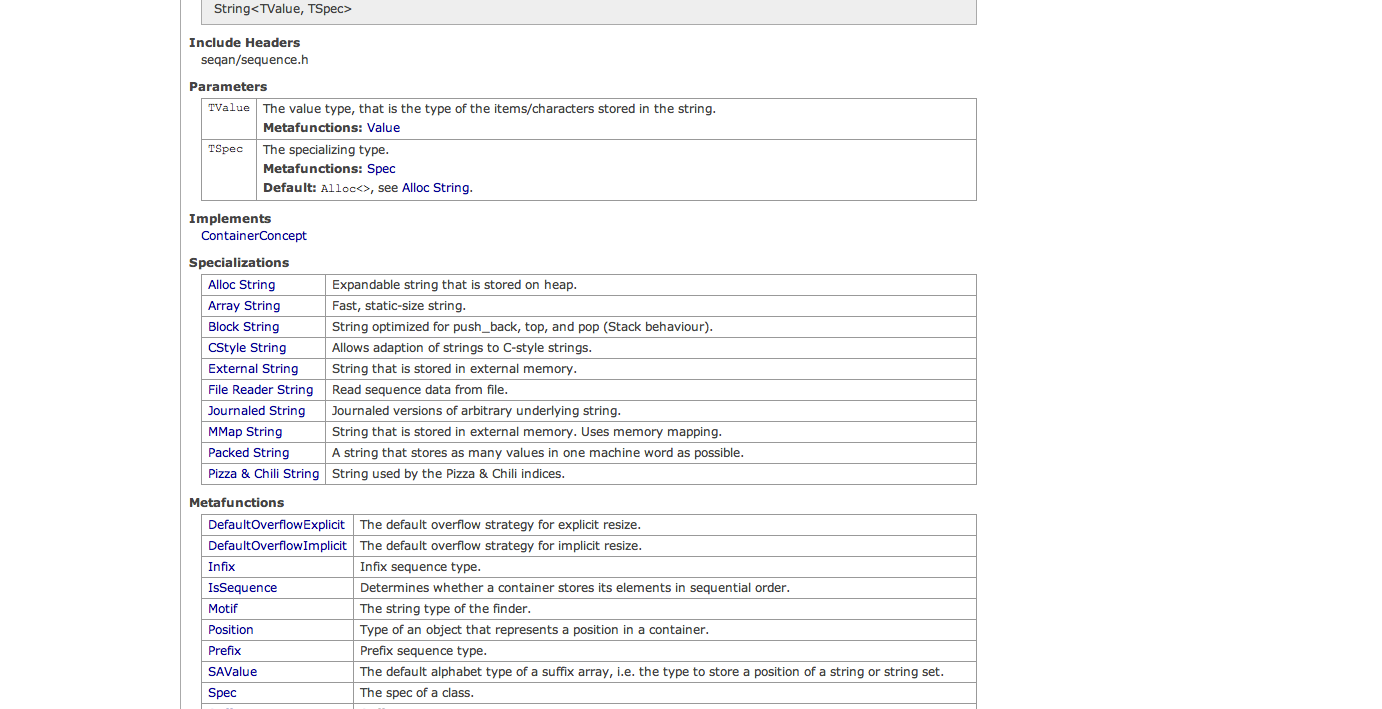 String<TValue, TSpec>
Include Headers
seqan/sequence.h
Parameters
TValue The value type, that is the type of the items/characters stored in the string.
Metafunctions: Value
TSpec The specializing type.
Metafunctions: Spec
Default: Alloc<>, see Alloc String.
Implements
ContainerConcept
Specializations
Alloc String Expandable string that is stored on heap.
Array String Fast, static-size string.
Block String String optimized for push_back, top, and pop (Stack behaviour).
CStyle String Allows adaption of strings to C-style strings.
External String String that is stored in external memory.
File Reader String Read sequence data from file.
Journaled String Journaled versions of arbitrary underlying string.
MMap String String that is stored in external memory. Uses memory mapping.
Packed String A string that stores as many values in one machine word as possible.
Pizza & Chili String String used by the Pizza & Chili indices.
Metafunctions
DefaultOverflowExplicit The default overflow strategy for explicit resize.
DefaultOverflowImplicit The default overflow strategy for implicit resize.
Infix Infix sequence type.
IsSequence Determines whether a container stores its elements in sequential order.
Motif The string type of the finder.
Position Type of an object that represents a position in a container.
Prefix Prefix sequence type.
SAValue The default alphabet type of a suffix array, i.e. the type to store a position of a string or string set.
Spec The spec of a class.